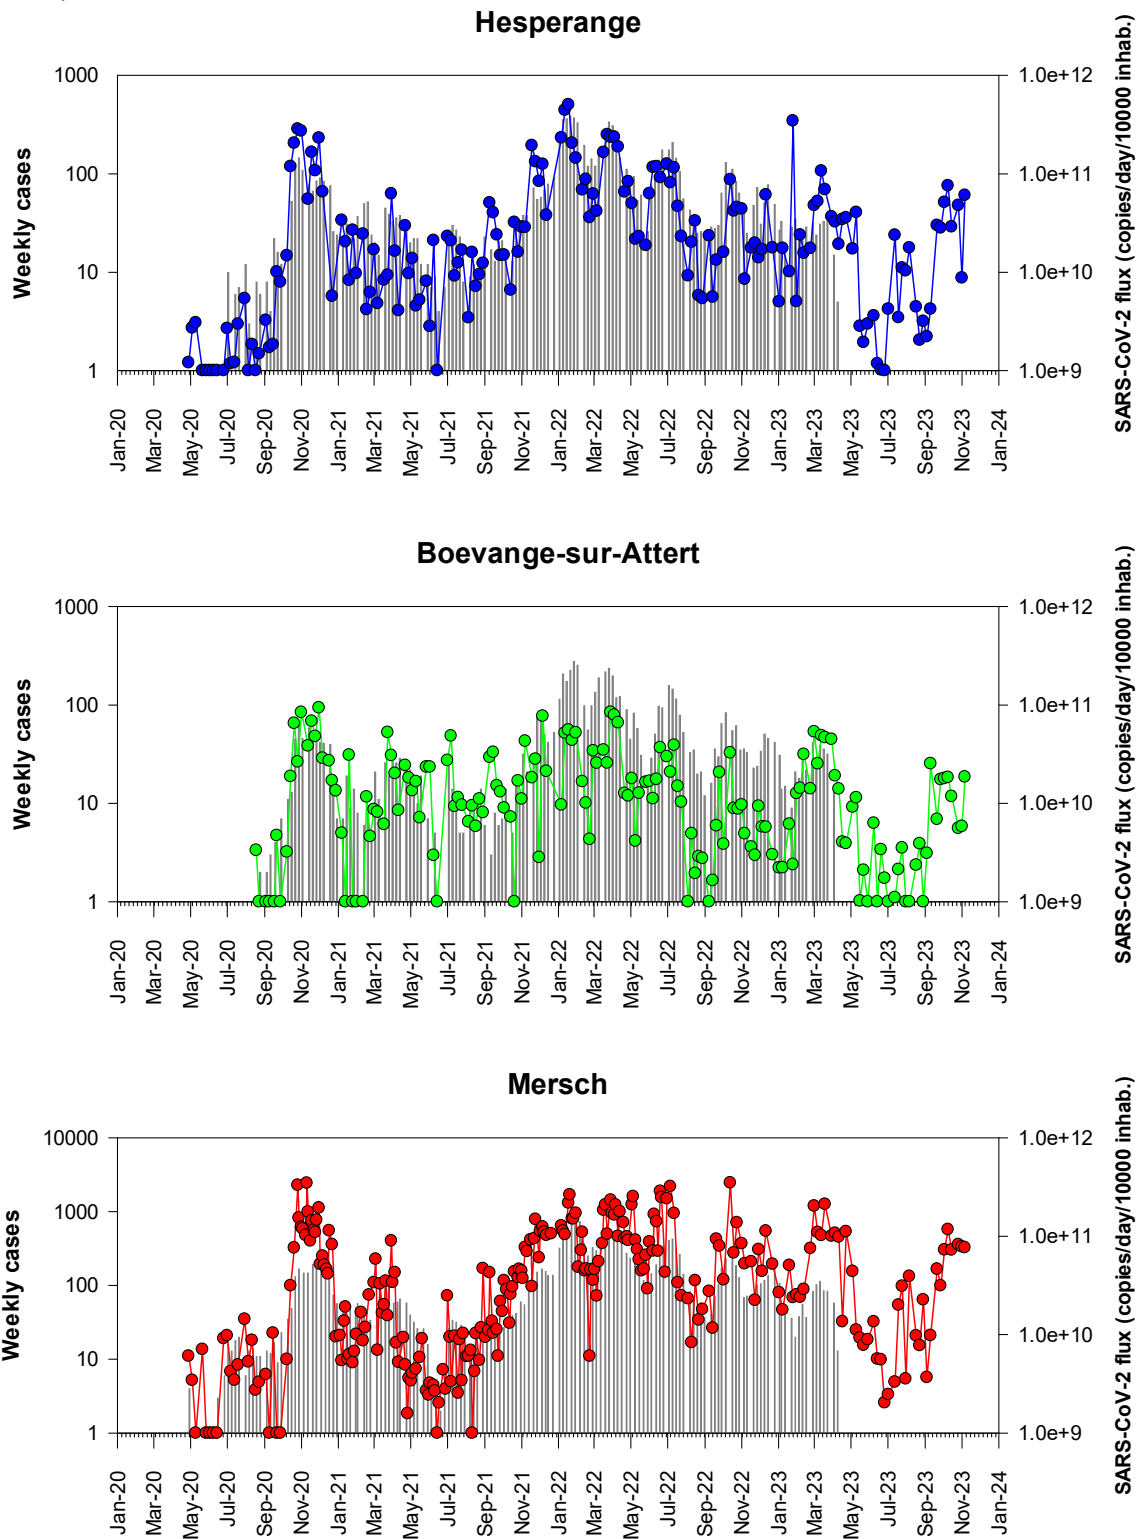 Hesperange
Weekly cases
SARS-CoV-2 flux (copies/day/10000 inhab.)
1000
100
10
1
1.0e+12
1.0e+11
1.0e+10
1.0e+9
Jan-20
Mar-20
May-20
Jul-20
Sep-20
Nov-20
Jan-21
Mar-21
May-21
Jul-21
Sep-21
Nov-21
Jan-22
Mar-22
May-22
Jul-22
Sep-22
Nov-22
Jan-23
Mar-23
May-23
Jul-23
Sep-23
Nov-23
Jan-24
Boevange-sur-Attert
Weekly cases
SARS-CoV-2 flux (copies/day/10000 inhab.)
1000
100
10
1
1.0e+12
1.0e+11
1.0e+10
1.0e+9
Jan-20
Mar-20
May-20
Jul-20
Sep-20
Nov-20
Jan-21
Mar-21
May-21
Jul-21
Sep-21
Nov-21
Jan-22
Mar-22
May-22
Jul-22
Sep-22
Nov-22
Jan-23
Mar-23
May-23
Jul-23
Sep-23
Nov-23
Jan-24
Mersch
Weekly cases
SARS-CoV-2 flux (copies/day/10000 inhab.)
10000
1000
100
10
1
1.0e+12
1.0e+11
1.0e+10
1.0e+9
Jan-20
Mar-20
May-20
Jul-20
Sep-20
Nov-20
Jan-21
Mar-21
May-21
Jul-21
Sep-21
Nov-21
Jan-22
Mar-22
May-22
Jul-22
Sep-22
Nov-22
Jan-23
Mar-23
May-23
Jul-23
Sep-23
Nov-23
Jan-24